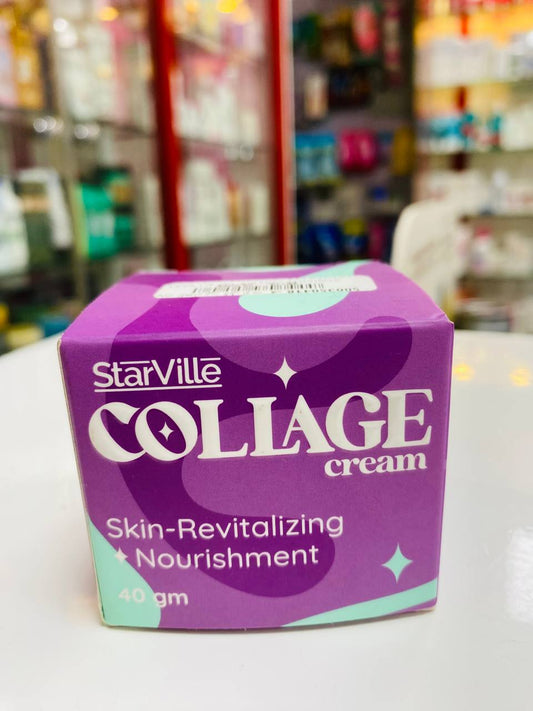 StarVille
COLLAGE
cream
Skin-Revitalizing
Nourishment
40 gm